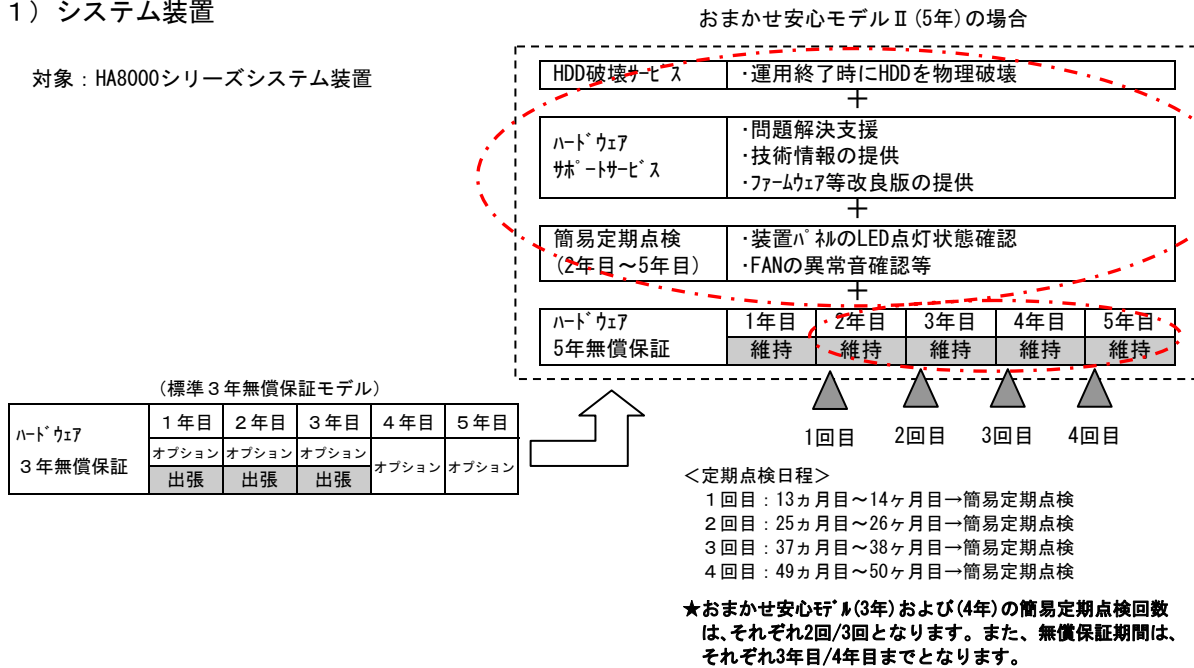 1) システム装置
おまかせ安心モデルⅡ(5年)の場合
対象：HA8000シリーズシステム装置
HDD破壊ｻｰﾋﾞｽ ・運用終了時にHDDを物理破壊
＋
ﾊｰﾄﾞｳｪｱ
ｻﾎﾟｰﾄｻｰﾋﾞｽ
・問題解決支援
・技術情報の提供
・ﾌｧｰﾑｳｪｱ等改良版の提供
＋
簡易定期点検
(2年目～5年目)
・装置ﾊﾟﾈﾙのLED点灯状態確認
・FANの異常音確認等
＋
ﾊｰﾄﾞｳｪｱ
5年無償保証
1年目 2年目 3年目 4年目 5年目
維持 維持 維持 維持 維持
1回目 2回目 3回目 4回目
(標準３年無償保証モデル)
ﾊｰﾄﾞｳｪｱ
３年無償保証
１年目 ２年目 ３年目 ４年目 ５年目
オプション オプション オプション オプション オプション
出張 出張 出張
＜定期点検日程＞
１回目：13ヵ月目～14ヶ月目→簡易定期点検
２回目：25ヵ月目～26ヶ月目→簡易定期点検
３回目：37ヵ月目～38ヶ月目→簡易定期点検
４回目：49ヵ月目～50ヶ月目→簡易定期点検
★おまかせ安心ﾓﾃﾞﾙ(3年)および(4年)の簡易定期点検回数
は、それぞれ2回/3回となります。また、無償保証期間は、
それぞれ3年目/4年目までとなります。